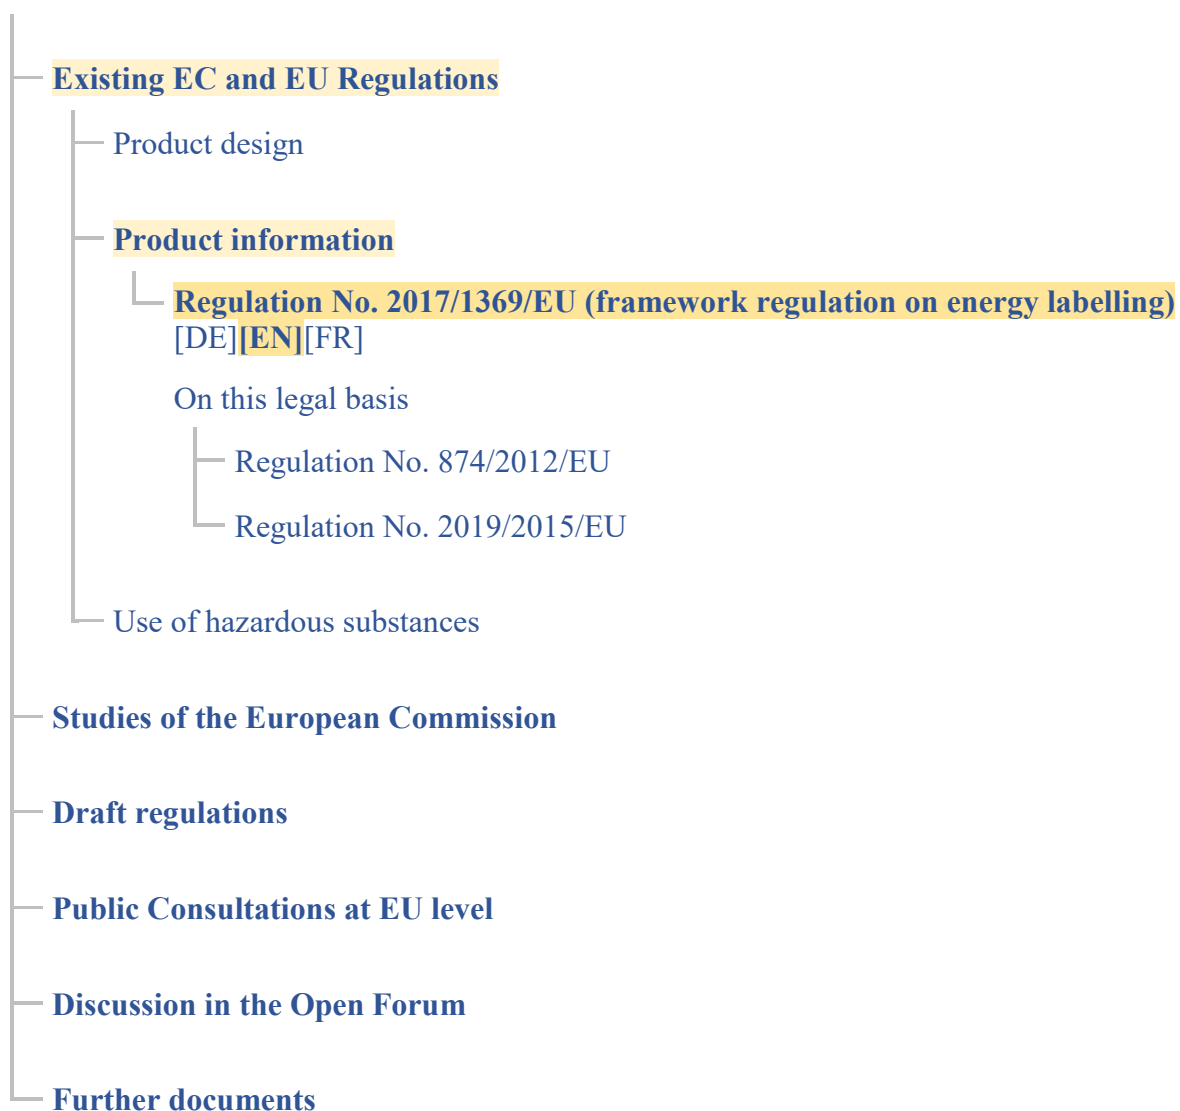 Existing EC and EU Regulations
Product design
Product information
Regulation No. 2017/1369/EU (framework regulation on energy labelling)
[DE][EN][FR]
On this legal basis
Regulation No. 874/2012/EU
Regulation No. 2019/2015/EU
Use of hazardous substances
Studies of the European Commission
Draft regulations
Public Consultations at EU level
Discussion in the Open Forum
Further documents